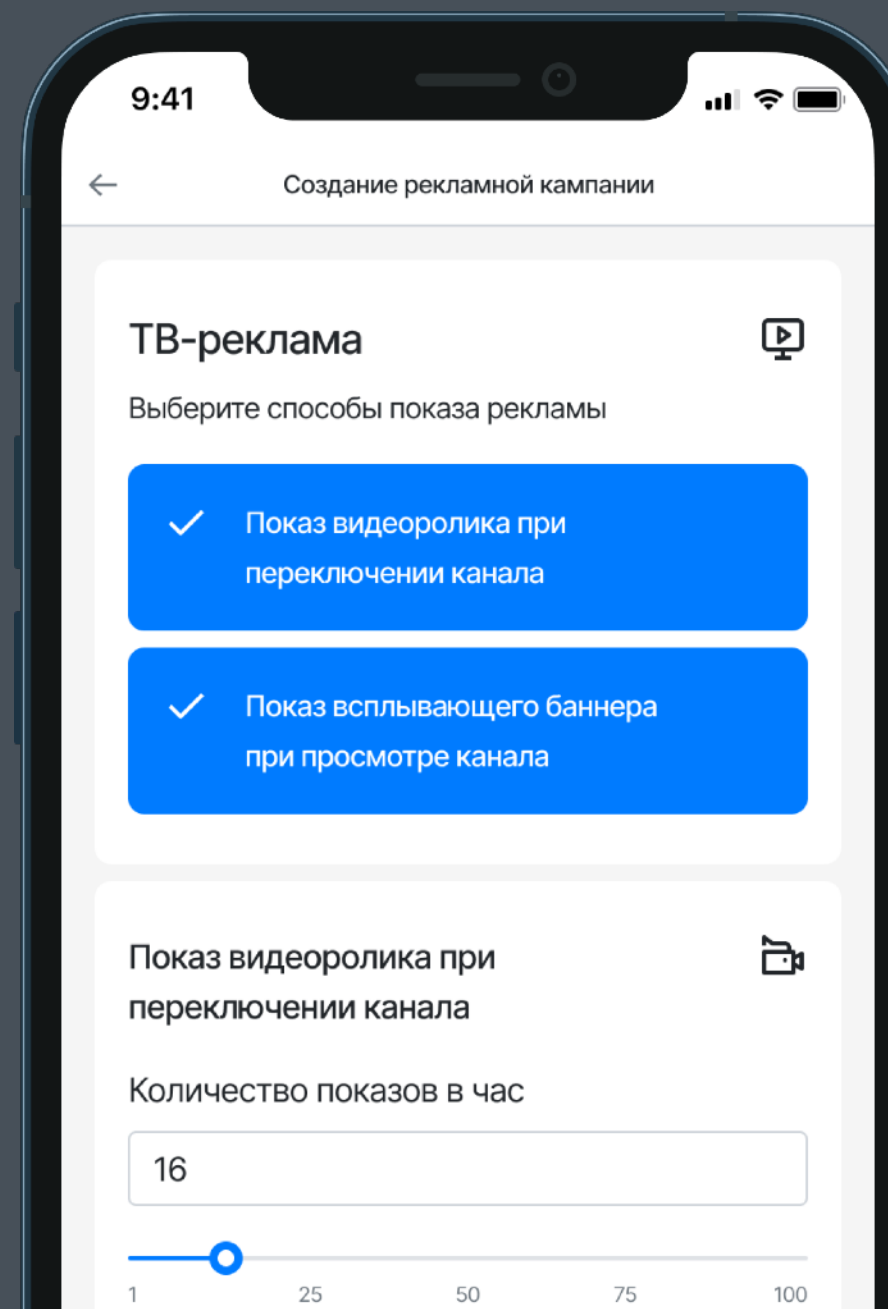 9:41
Создание рекламной кампании
ТВ-реклама
Выберите способы показа рекламы
Показ видеоролика при
переключении канала
Показ всплывающего баннера
при просмотре канала
Показ видеоролика при
переключении канала
Количество показов в час
16
1 25 50 75 100